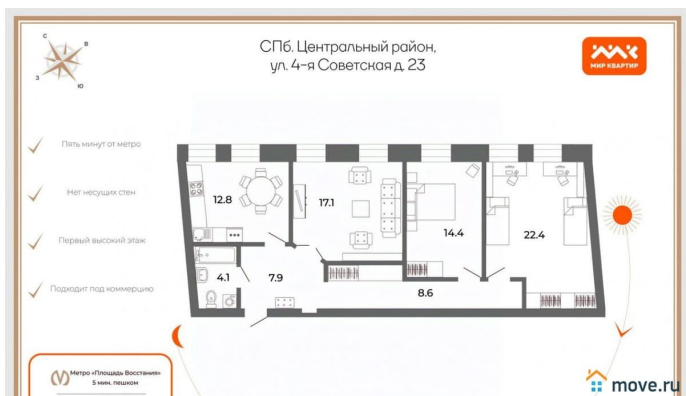 С
В
З
Ю
СПб. Центральный район,
ул. 4-я Советская д. 23
МИР КВАРТИР
Пять минут от метро
Нет несущих стен
Первый высокий этаж
Подходит под коммерцию
12.8
17.1
14.4
22.4
4.1
7.9
8.6
Метро «Площадь Восстания»
5 мин. пешком
move.ru